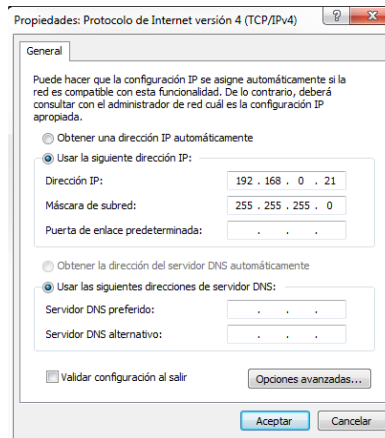 Propiedades: Protocolo de Internet versión 4 (TCP/IPv4)
General
Puede hacer que la configuración IP se asigne automáticamente si la
red es compatible con esta funcionalidad. De lo contrario, deberá
consultar con el administrador de red cuál es la configuración IP
apropiada.
Obtener una dirección IP automáticamente
Usar la siguiente dirección IP:
Dirección IP: 192 . 168 . 0 . 21
Máscara de subred: 255 . 255 . 255 . 0
Puerta de enlace predeterminada: . . .
Obtener la dirección del servidor DNS automáticamente
Usar las siguientes direcciones de servidor DNS:
Servidor DNS preferido: . . .
Servidor DNS alternativo: . . .
Validar configuración al salir Opciones avanzadas...
Aceptar Cancelar